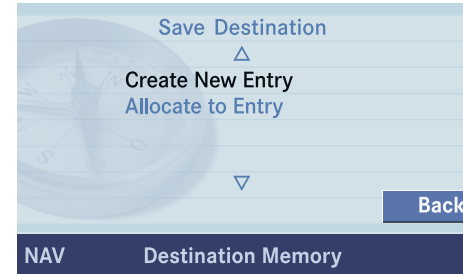 Save Destination
Create New Entry
Allocate to Entry
Back
NAV Destination Memory